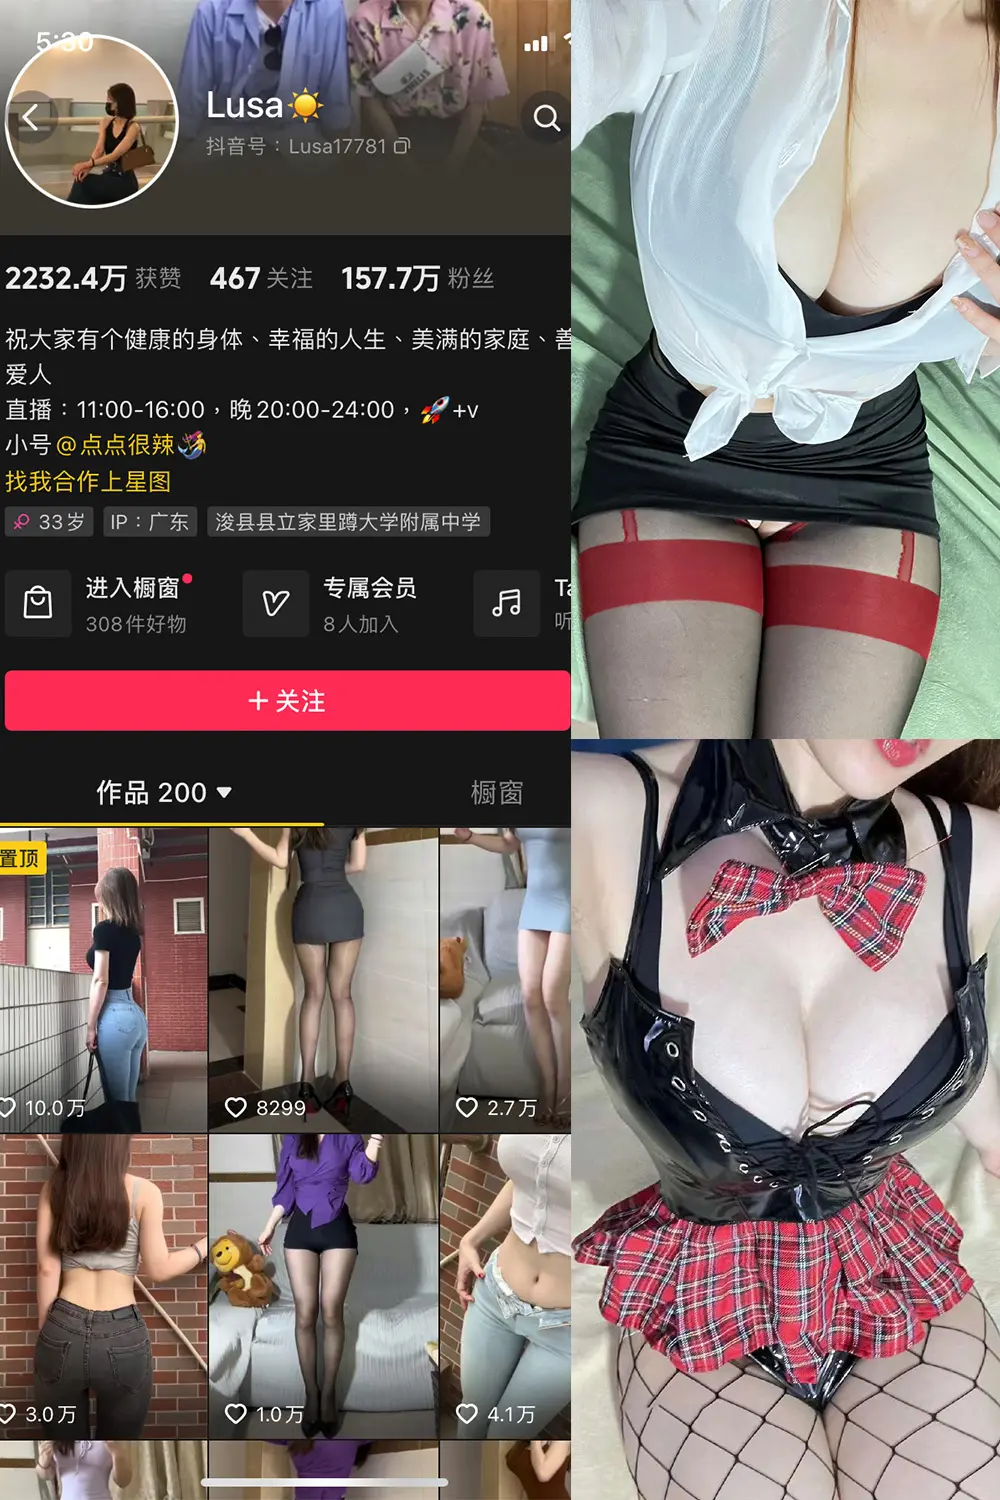 5:30
Lusa☀️
抖音号：Lusa17781
2232.4万 获赞 467 关注 157.7万 粉丝
祝大家有个健康的身体、幸福的人生、美满的家庭、善
爱人
直播：11:00-16:00，晚20:00-24:00，🚀+v
小号@点点很辣🧜‍♀️
找我合作上星图
33岁 IP：广东 浚县县立家里蹲大学附属中学
进入橱窗 专属会员
308件好物 8人加入 听
+ 关注
作品 200 ▼ 橱窗
置顶
10.0万 8299 2.7万
3.0万 1.0万 4.1万